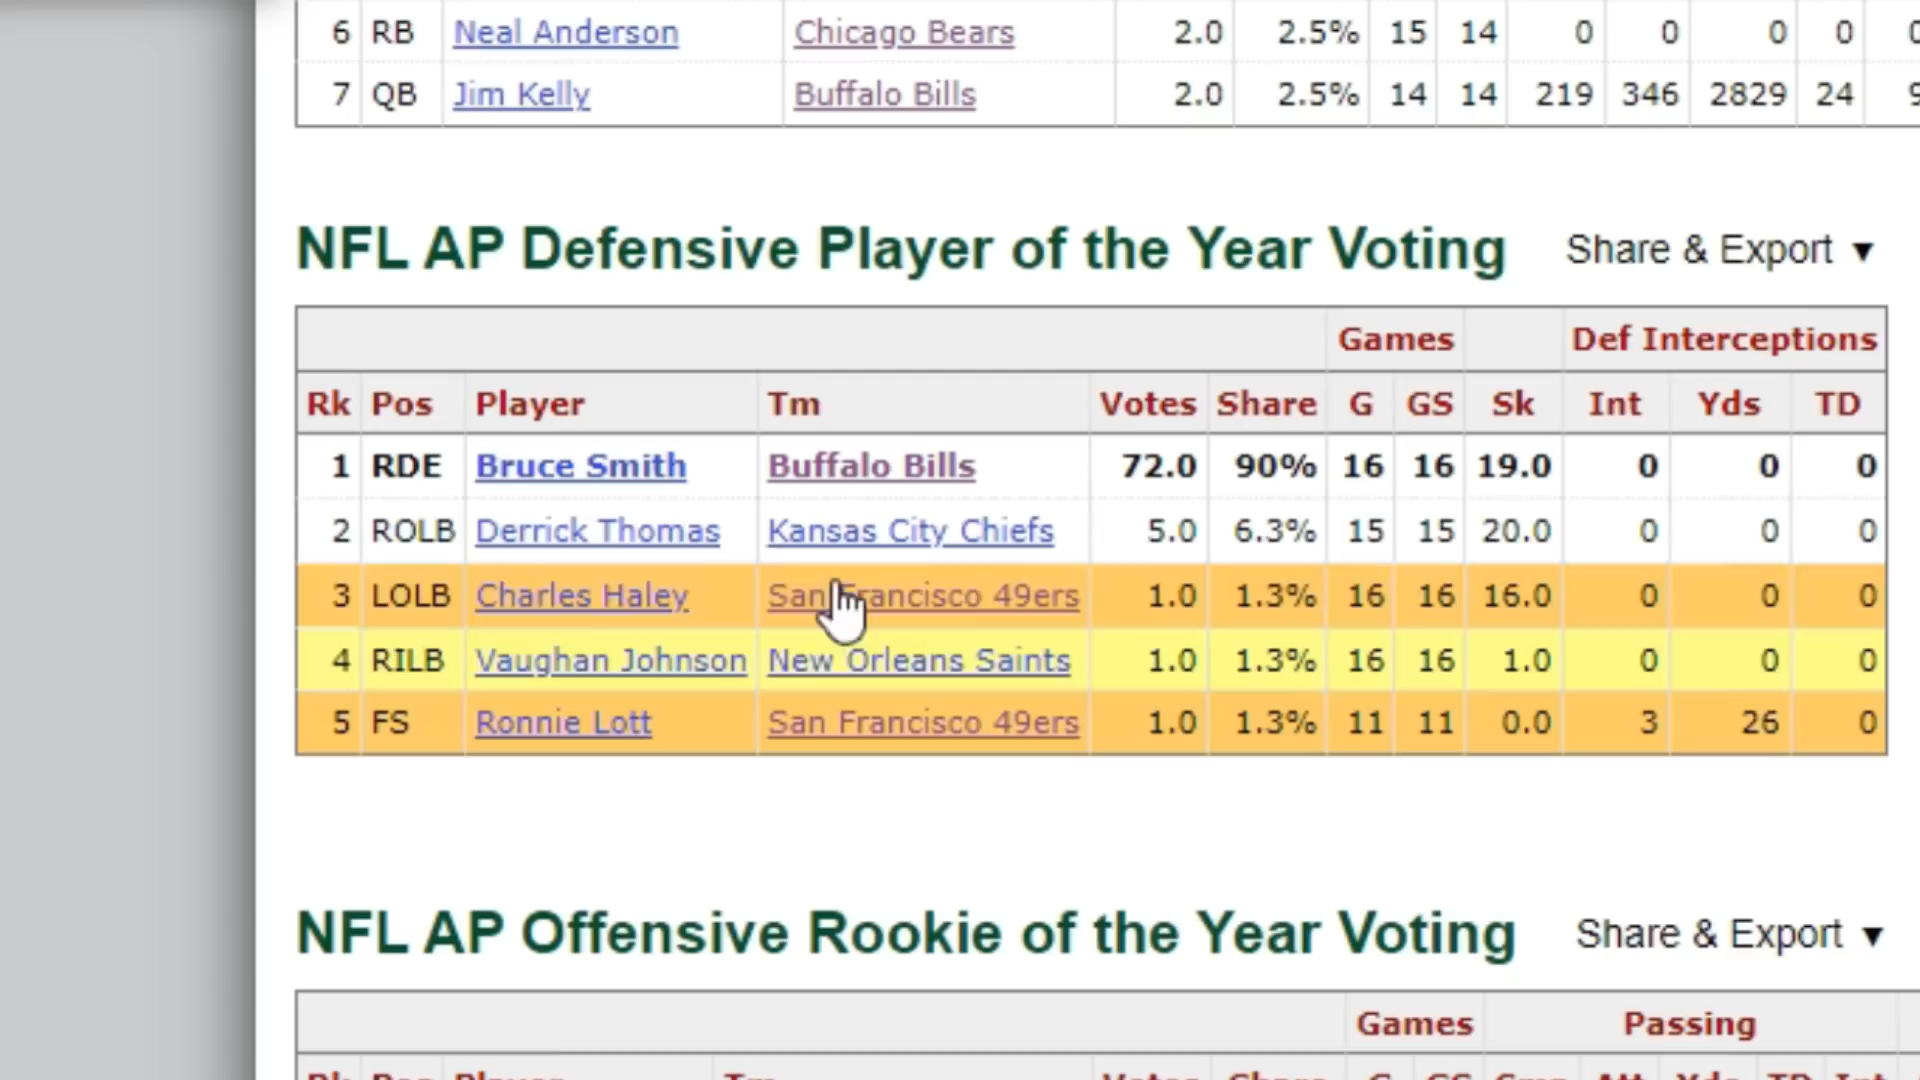 6 RB Neal Anderson Chicago Bears 2.0 2.5% 15 14 0 0 0 0
7 QB Jim Kelly Buffalo Bills 2.0 2.5% 14 14 219 346 2829 24
NFL AP Defensive Player of the Year Voting Share & Export ▼
Games Def Interceptions
Rk Pos Player Tm Votes Share G GS Sk Int Yds TD
1 RDE Bruce Smith Buffalo Bills 72.0 90% 16 16 19.0 0 0 0
2 ROLB Derrick Thomas Kansas City Chiefs 5.0 6.3% 15 15 20.0 0 0 0
3 LOLB Charles Haley San Francisco 49ers 1.0 1.3% 16 16 16.0 0 0 0
4 RILB Vaughan Johnson New Orleans Saints 1.0 1.3% 16 16 1.0 0 0 0
5 FS Ronnie Lott San Francisco 49ers 1.0 1.3% 11 11 0.0 3 26 0
NFL AP Offensive Rookie of the Year Voting Share & Export ▼
Games Passing